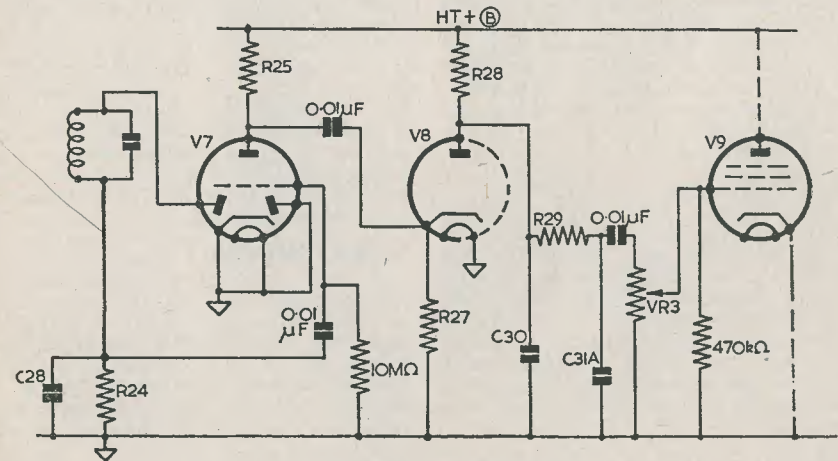 HT+ Ⓑ
R25
R28
0·01µF
V7
V8
V9
R29
0·01µF
VR3
0·01
µF
R27
10MΩ
C30
C31A
470kΩ
C28
R24